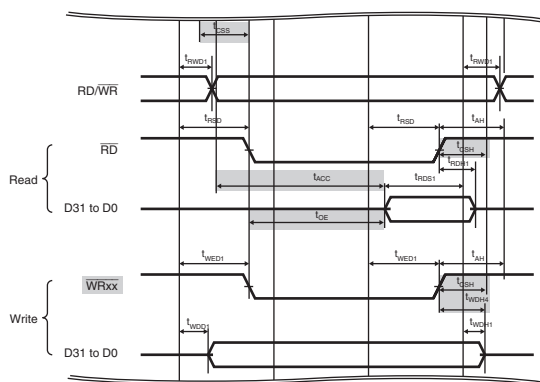 tCSS
tRWD1 tRWD1
RD/WR
tRSD tRSD tAH
RD
tCSH
tRDH1
Read
tACC tRDS1
D31 to D0
tOE
tWED1 tWED1 tAH
WRxx
tCSH
tWDH4
Write
tWDD1 tWDH1
D31 to D0